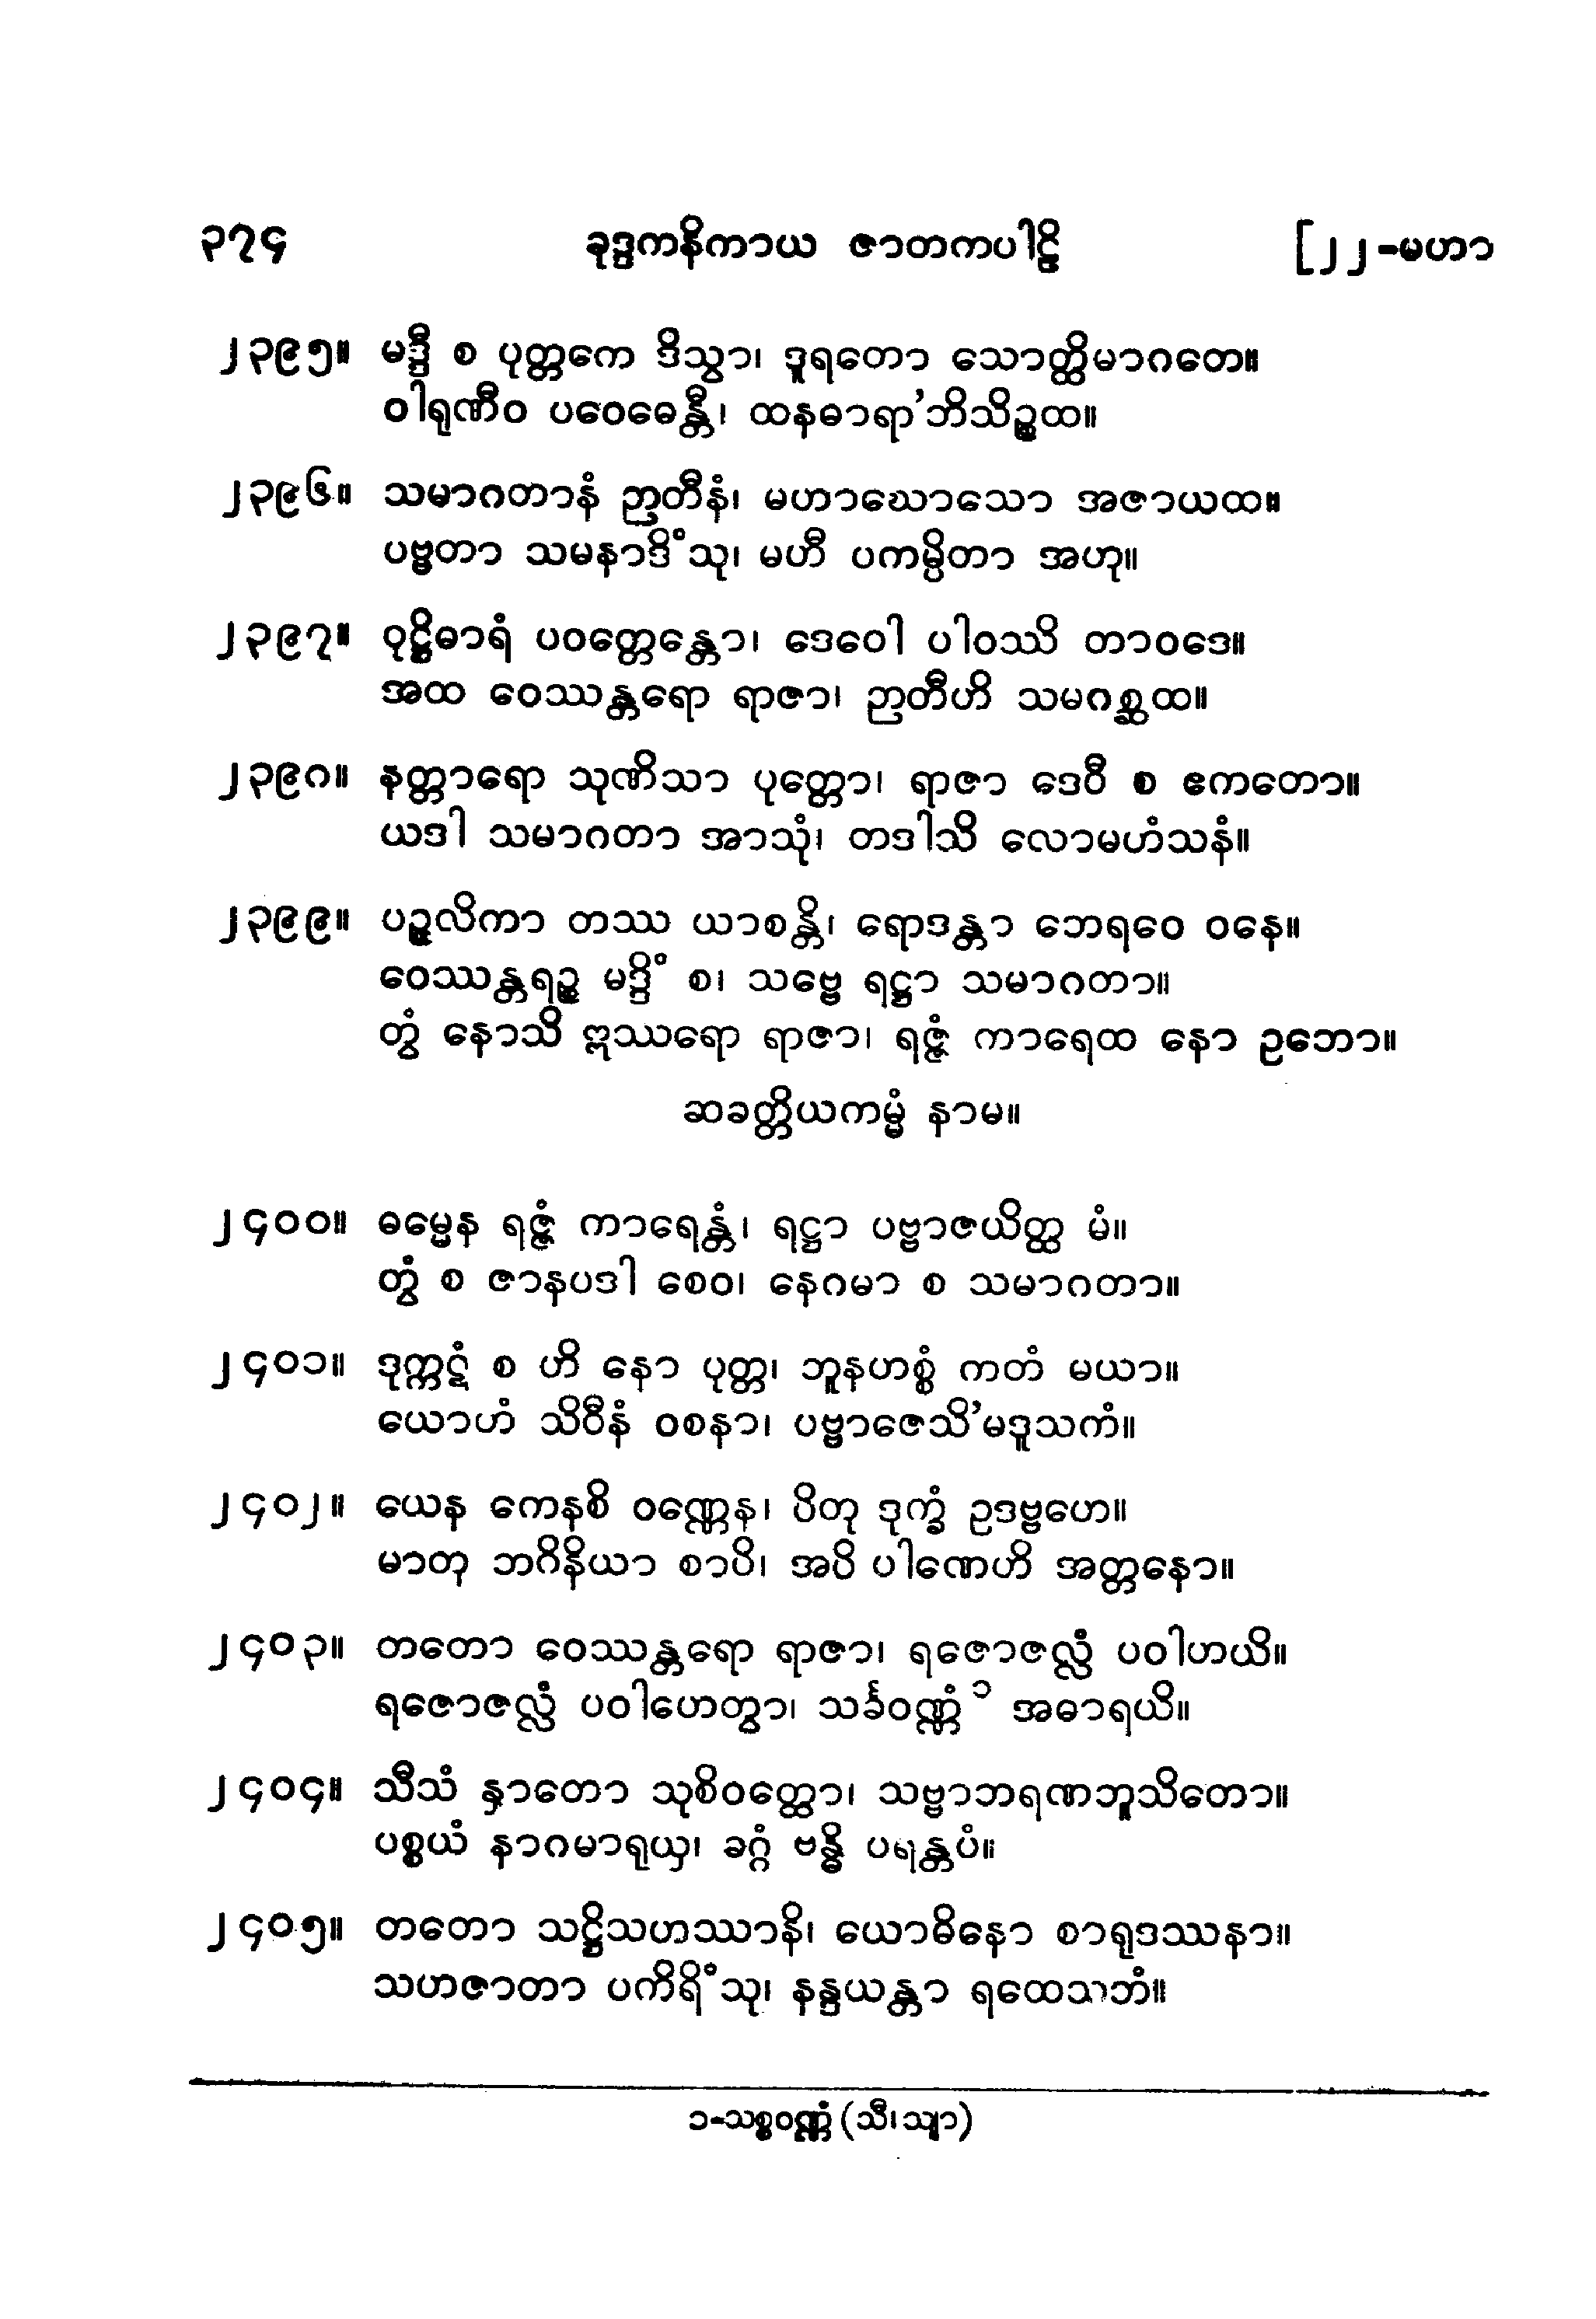 ၃၇၄ ခုဒ္ဒကနိကာယ ဇာတကပါဠိ [၂၂-မဟာ
၂၃၉၅။ မဒ္ဒီ စ ပုတ္တကေ ဒိသွာ၊ ဒူရတော သောတ္ထိမာဂတေ။
ဝါရုဏီဝ ပဝေဓေန္တီ၊ ထနဓာရာ'ဘိသိဉ္စထ။
၂၃၉၆။ သမာဂတာနံ ဉာတီနံ၊ မဟာဃောသော အဇာယထ။
ပဗ္ဗတာ သမနာဒိံသု၊ မဟီ ပကမ္ပိတာ အဟု။
၂၃၉၇။ ဝုဋ္ဌိဓာရံ ပဝတ္တေန္တော၊ ဒေဝေါ ပါဝဿိ တာဝဒေ။
အထ ဝေဿန္တရော ရာဇာ၊ ဉာတီဟိ သမဂစ္ဆထ။
၂၃၉၈။ နတ္တာရော သုဏိသာ ပုတ္တော၊ ရာဇာ ဒေဝီ စ ဧကတော။
ယဒါ သမာဂတာ အာသုံ၊ တဒါသိ လောမဟံသနံ။
၂၃၉၉။ ပဉ္ဇလိကာ တဿ ယာစန္တိ၊ ရောဒန္တာ ဘေရဝေ ဝနေ။
ဝေဿန္တရဉ္စ မဒ္ဒိံ စ၊ သဗ္ဗေ ရဋ္ဌာ သမာဂတာ။
တွံ နောသိ ဣဿရော ရာဇာ၊ ရဇ္ဇံ ကာရေထ နော ဥဘော။
ဆခတ္တိယကမ္မံ နာမ။
၂၄၀၀။ ဓမ္မေန ရဇ္ဇံ ကာရေန္တံ၊ ရဋ္ဌာ ပဗ္ဗာဇယိတ္ထ မံ။
တွံ စ ဇာနပဒါ စေဝ၊ နေဂမာ စ သမာဂတာ။
၂၄၀၁။ ဒုက္ကဋံ စ ဟိ နော ပုတ္တ၊ ဘူနဟစ္စံ ကတံ မယာ။
ယောဟံ သိဝီနံ ဝစနာ၊ ပဗ္ဗာဇေသိ'မဒူသကံ။
၂၄၀၂။ ယေန ကေနစိ ဝဏ္ဏေန၊ ပိတု ဒုက္ခံ ဥဒဗ္ဗဟေ။
မာတု ဘဂိနိယာ စာပိ၊ အပိ ပါဏေဟိ အတ္တနော။
၂၄၀၃။ တတော ဝေဿန္တရော ရာဇာ၊ ရဇောဇလ္လံ ပဝါဟယိ။
ရဇောဇလ္လံ ပဝါဟေတွာ၊ သင်္ခဝဏ္ဏံ ၁ အဓာရယိ။
၂၄၀၄။ သီသံ နှာတော သုစိဝတ္ထော၊ သဗ္ဗာဘရဏဘူသိတော။
ပစ္စယံ နာဂမာရုယှ၊ ခဂ္ဂံ ဗန္ဓိ ပရန္တပံ။
၂၄၀၅။ တတော သဋ္ဌိသဟဿာနိ၊ ယောဓိနော စာရုဒဿနာ။
သဟဇာတာ ပကိရိံသု၊ နန္ဒယန္တာ ရထေသဘံ။
၁-သစ္စဝဏ္ဏံ (သီ၊သျာ)